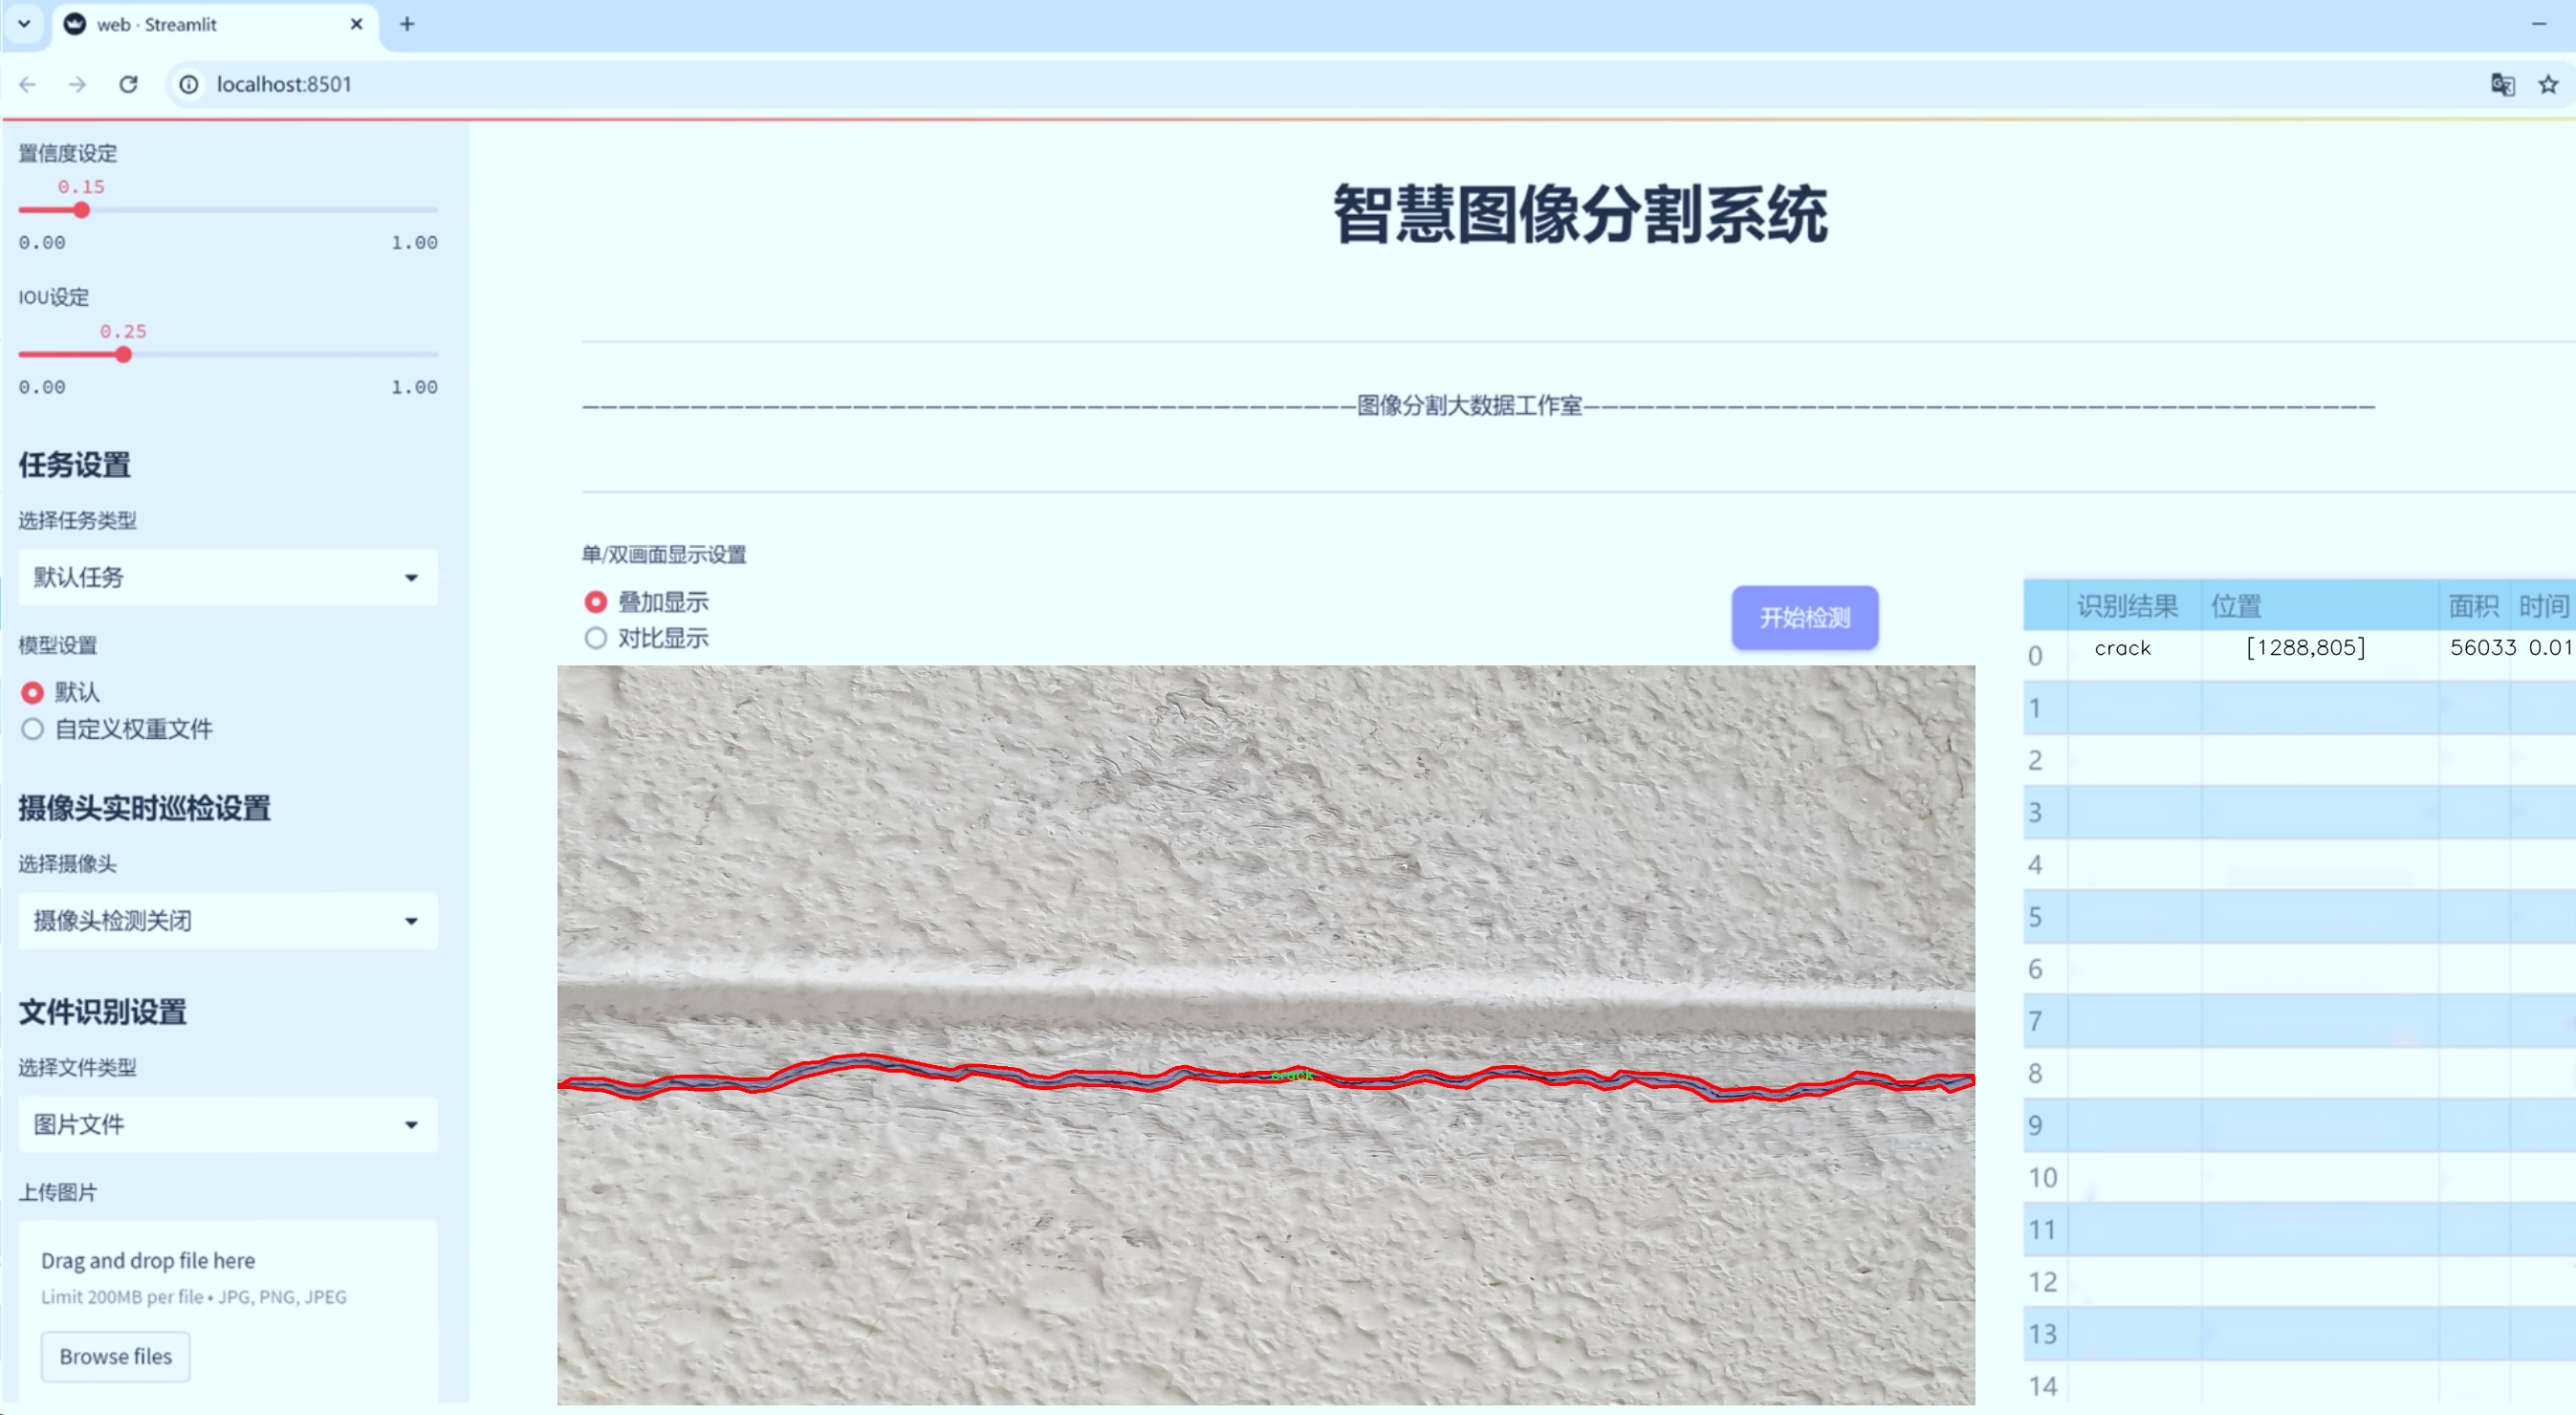 web · Streamlit
localhost:8501
置信度设定
0.15
0.00 1.00
IOU设定
0.25
0.00 1.00
任务设置
选择任务类型
默认任务
模型设置
默认
自定义权重文件
摄像头实时巡检设置
选择摄像头
摄像头检测关闭
文件识别设置
选择文件类型
图片文件
上传图片
Drag and drop file here
Limit 200MB per file • JPG, PNG, JPEG
Browse files
智慧图像分割系统
图像分割大数据工作室
单/双画面显示设置
叠加显示
对比显示
开始检测
crack
识别结果 位置 面积 时间
0 crack [1288,805] 56033 0.01
1
2
3
4
5
6
7
8
9
10
11
12
13
14